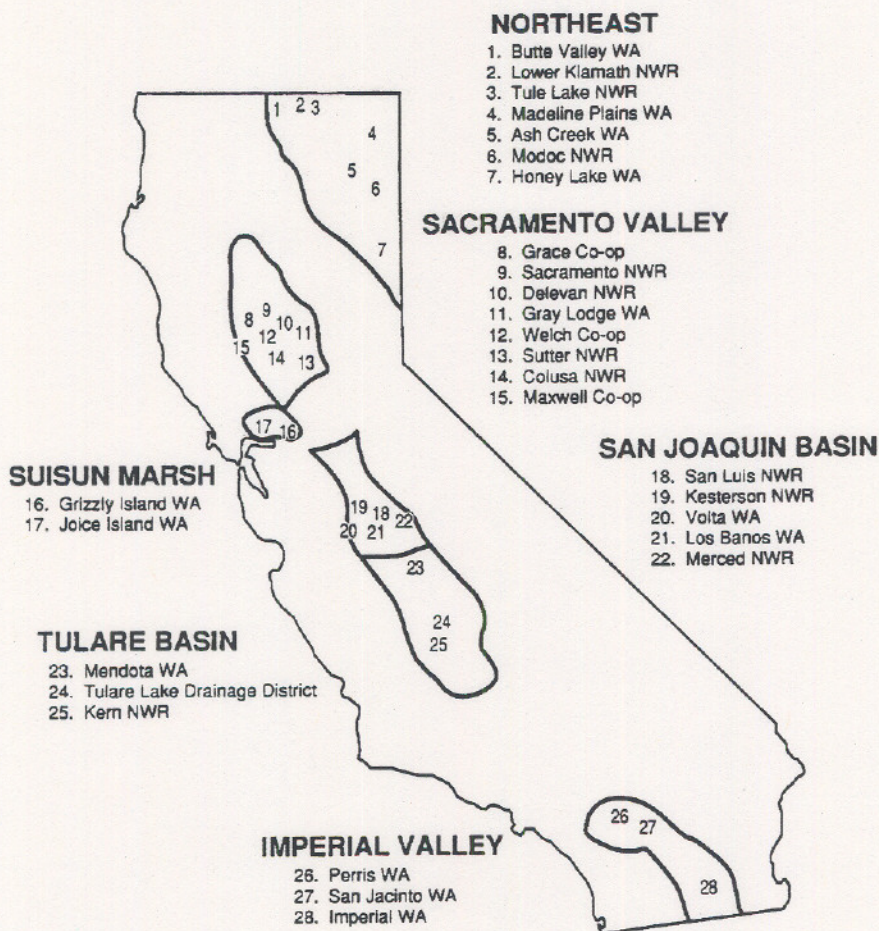 NORTHEAST
1. Butte Valley WA
2. Lower Klamath NWR
3. Tule Lake NWR
4. Madeline Plains WA
5. Ash Creek WA
6. Modoc NWR
7. Honey Lake WA
1 2 3
4
5
6
7
SACRAMENTO VALLEY
8. Grace Co-op
9. Sacramento NWR
10. Delevan NWR
11. Gray Lodge WA
12. Welch Co-op
13. Sutter NWR
14. Colusa NWR
15. Maxwell Co-op
9
8 10
12 11
15 14 13
17 16
SUISUN MARSH
16. Grizzly Island WA
17. Joice Island WA
SAN JOAQUIN BASIN
18. San Luis NWR
19. Kesterson NWR
20. Volta WA
21. Los Banos WA
22. Merced NWR
19 18 22
20 21
23
24
25
TULARE BASIN
23. Mendota WA
24. Tulare Lake Drainage District
25. Kern NWR
26 27
28
IMPERIAL VALLEY
26. Perris WA
27. San Jacinto WA
28. Imperial WA